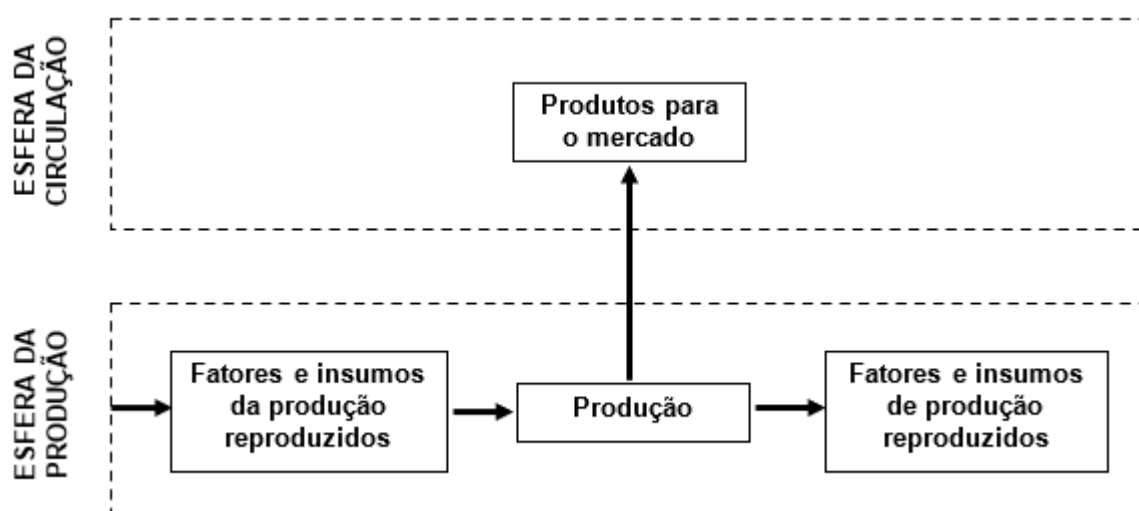 ESFERA DA
CIRCULAÇÃO
Produtos para
o mercado
ESFERA DA
PRODUÇÃO
Fatores e insumos
da produção
reproduzidos
Produção
Fatores e insumos
de produção
reproduzidos